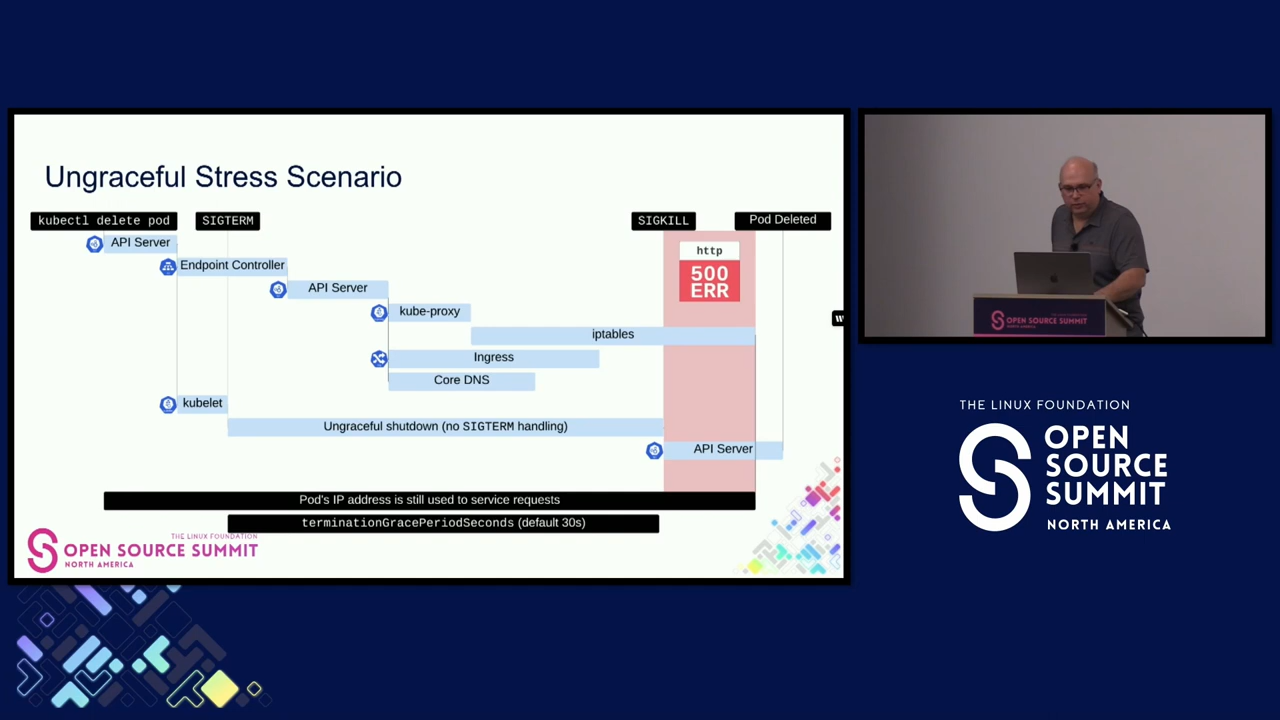 Ungraceful Stress Scenario
kubectl delete pod
SIGTERM
SIGKILL
Pod Deleted
API Server
http
500
ERR
Endpoint Controller
API Server
kube-proxy
iptables
Ingress
Core DNS
kubelet
Ungraceful shutdown (no SIGTERM handling)
API Server
Pod's IP address is still used to service requests
terminationGracePeriodSeconds (default 30s)
THE LINUX FOUNDATION
OPEN SOURCE SUMMIT
NORTH AMERICA
OPEN SOURCE SUMMIT
NORTH AMERICA
THE LINUX FOUNDATION
OPEN
SOURCE
SUMMIT
NORTH AMERICA